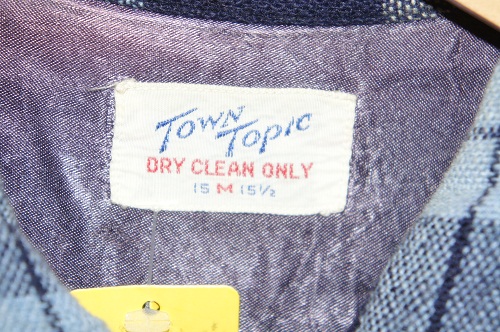 Town
Topic
DRY CLEAN ONLY
15 M 15½